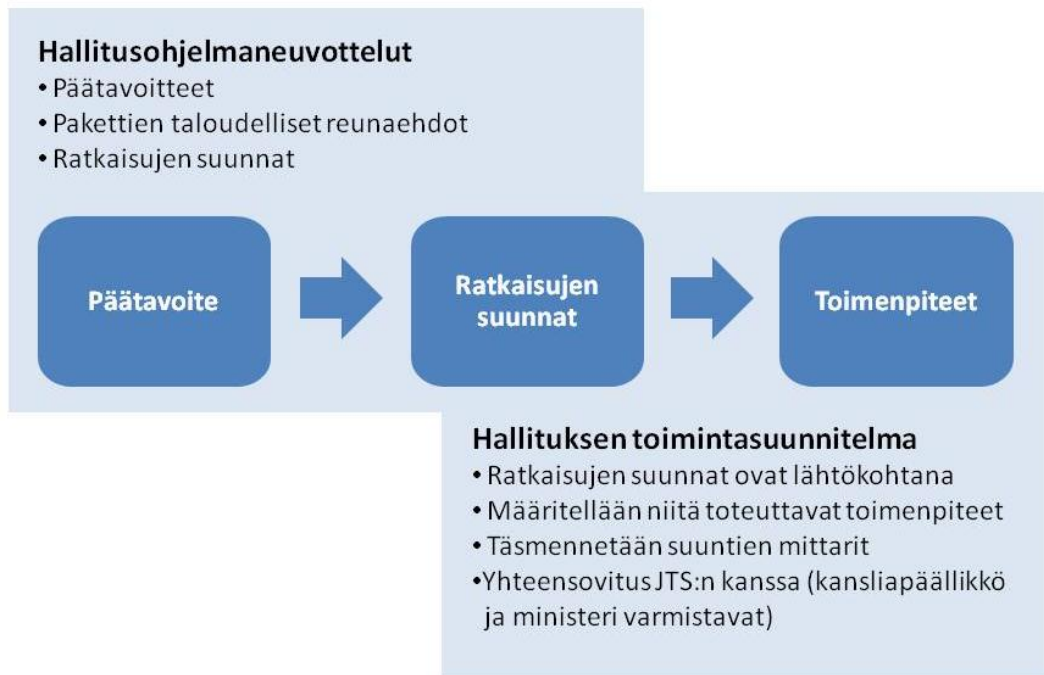 Hallitusohjelmaneuvottelut
• Päätavoitteet
• Pakettien taloudelliset reunaehdot
• Ratkaisujen suunnat
Päätavoite
Ratkaisujen
suunnat
Toimenpiteet
Hallituksen toimintasuunnitelma
• Ratkaisujen suunnat ovat lähtökohtana
• Määritellään niitä toteuttavat toimenpiteet
• Täsmennetään suuntien mittarit
•Yhteensovitus JTS:n kanssa (kansliapäällikkö
ja ministeri varmistavat)